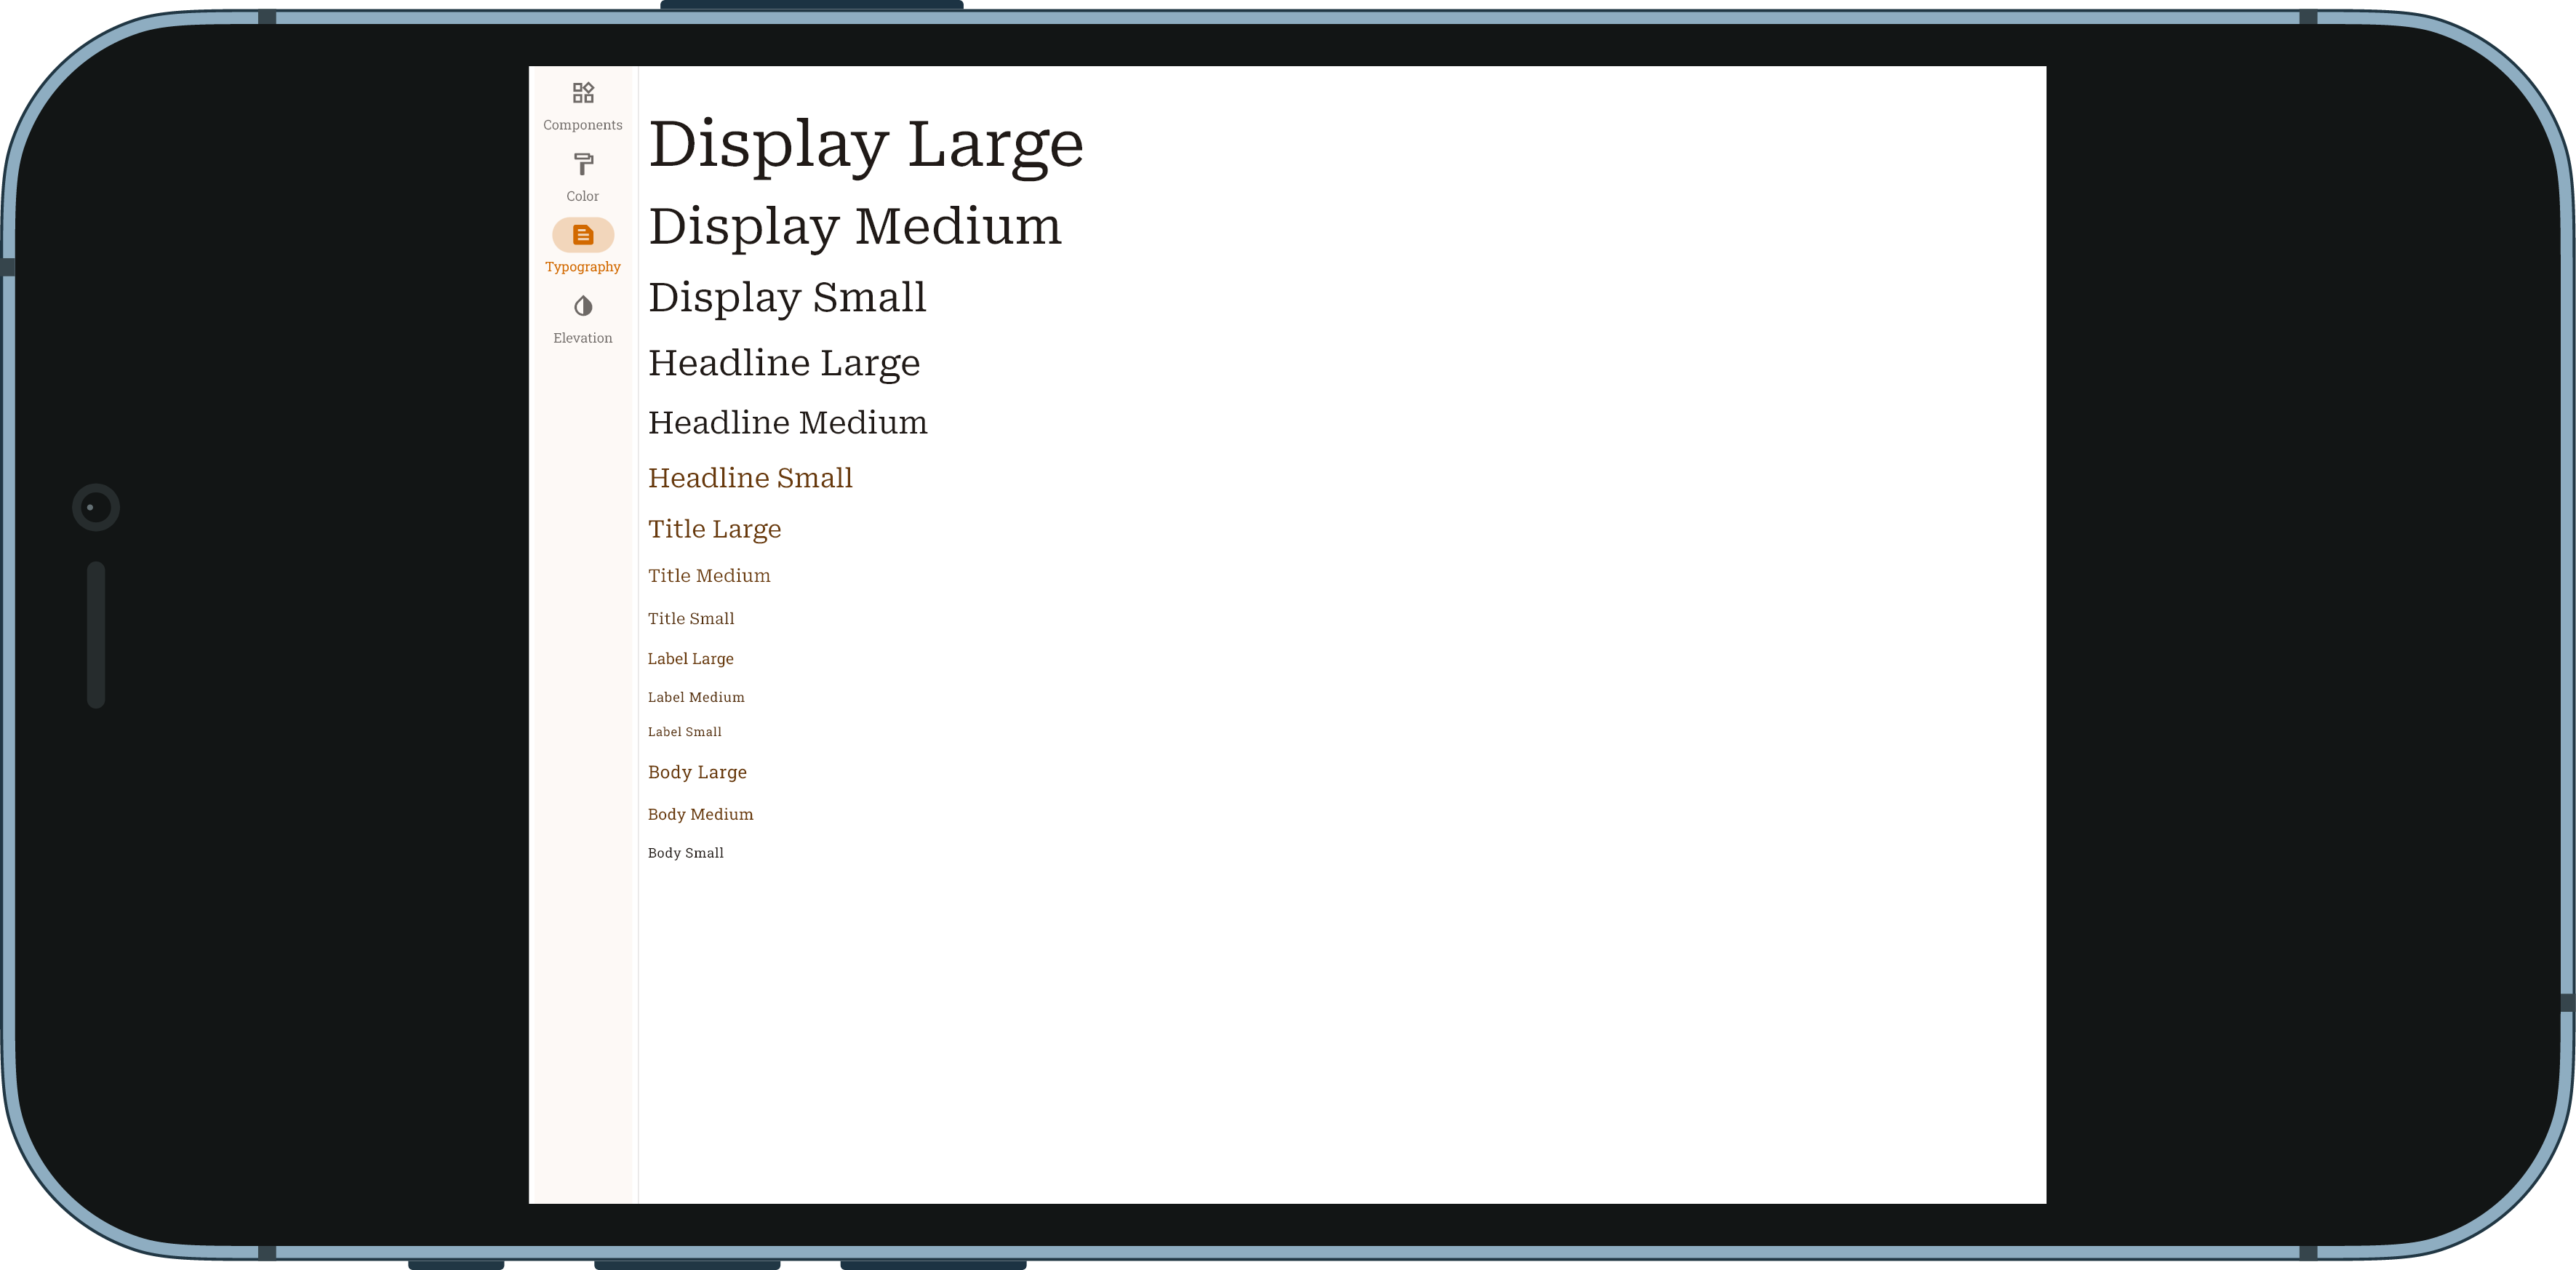 Components
Color
Typography
Elevation
Display Large
Display Medium
Display Small
Headline Large
Headline Medium
Headline Small
Title Large
Title Medium
Title Small
Label Large
Label Medium
Label Small
Body Large
Body Medium
Body Small